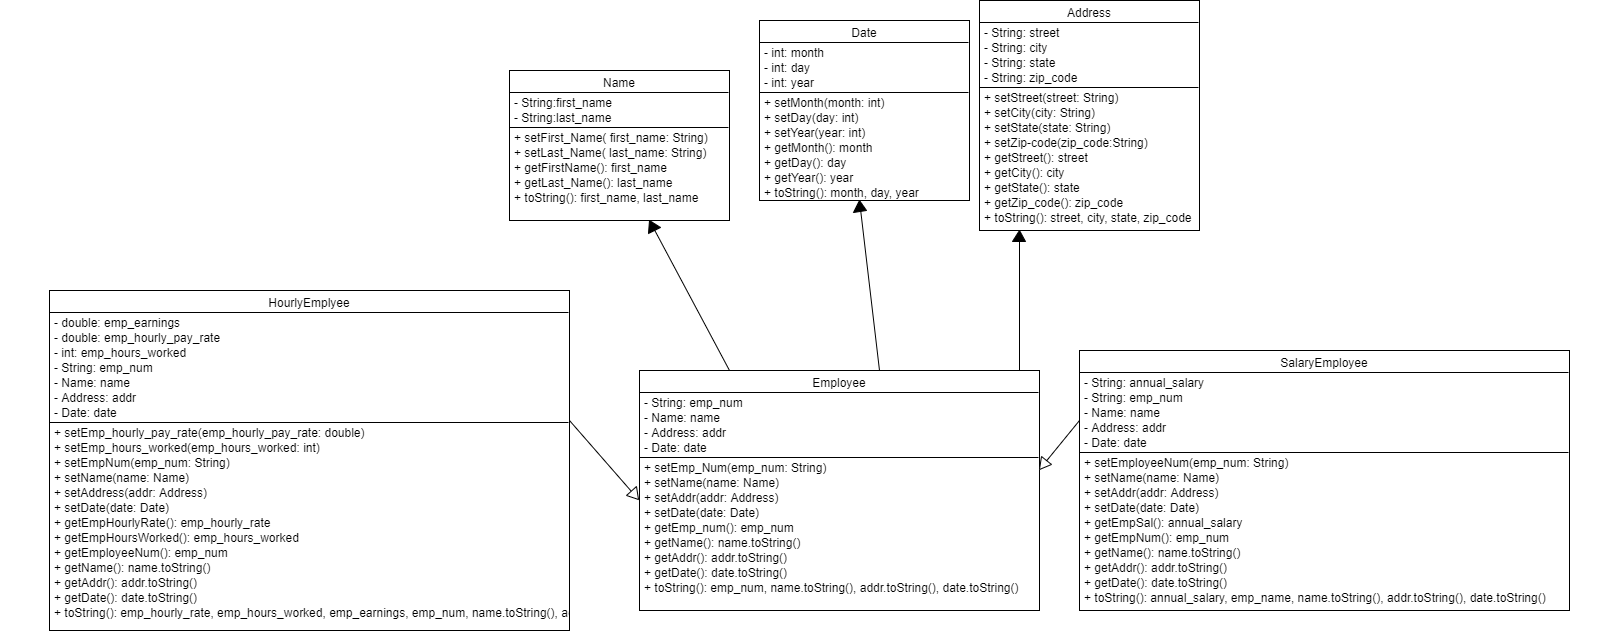 Name
- String:first_name
- String:last_name
+ setFirst_Name( first_name: String)
+ setLast_Name( last_name: String)
+ getFirstName(): first_name
+ getLast_Name(): last_name
+ toString(): first_name, last_name
Date
- int: month
- int: day
- int: year
+ setMonth(month: int)
+ setDay(day: int)
+ setYear(year: int)
+ getMonth(): month
+ getDay(): day
+ getYear(): year
+ toString(): month, day, year
Address
- String: street
- String: city
- String: state
- String: zip_code
+ setStreet(street: String)
+ setCity(city: String)
+ setState(state: String)
+ setZip-code(zip_code:String)
+ getStreet(): street
+ getCity(): city
+ getState(): state
+ getZip_code(): zip_code
+ toString(): street, city, state, zip_code
HourlyEmplyee
- double: emp_earnings
- double: emp_hourly_pay_rate
- int: emp_hours_worked
- String: emp_num
- Name: name
- Address: addr
- Date: date
+ setEmp_hourly_pay_rate(emp_hourly_pay_rate: double)
+ setEmp_hours_worked(emp_hours_worked: int)
+ setEmpNum(emp_num: String)
+ setName(name: Name)
+ setAddress(addr: Address)
+ setDate(date: Date)
+ getEmpHourlyRate(): emp_hourly_rate
+ getEmpHoursWorked(): emp_hours_worked
+ getEmployeeNum(): emp_num
+ getName(): name.toString()
+ getAddr(): addr.toString()
+ getDate(): date.toString()
+ toString(): emp_hourly_rate, emp_hours_worked, emp_earnings, emp_num, name.toString(), a
Employee
- String: emp_num
- Name: name
- Address: addr
- Date: date
+ setEmp_Num(emp_num: String)
+ setName(name: Name)
+ setAddr(addr: Address)
+ setDate(date: Date)
+ getEmp_num(): emp_num
+ getName(): name.toString()
+ getAddr(): addr.toString()
+ getDate(): date.toString()
+ toString(): emp_num, name.toString(), addr.toString(), date.toString()
SalaryEmployee
- String: annual_salary
- String: emp_num
- Name: name
- Address: addr
- Date: date
+ setEmployeeNum(emp_num: String)
+ setName(name: Name)
+ setAddr(addr: Address)
+ setDate(date: Date)
+ getEmpSal(): annual_salary
+ getEmpNum(): emp_num
+ getName(): name.toString()
+ getAddr(): addr.toString()
+ getDate(): date.toString()
+ toString(): annual_salary, emp_name, name.toString(), addr.toString(), date.toString()